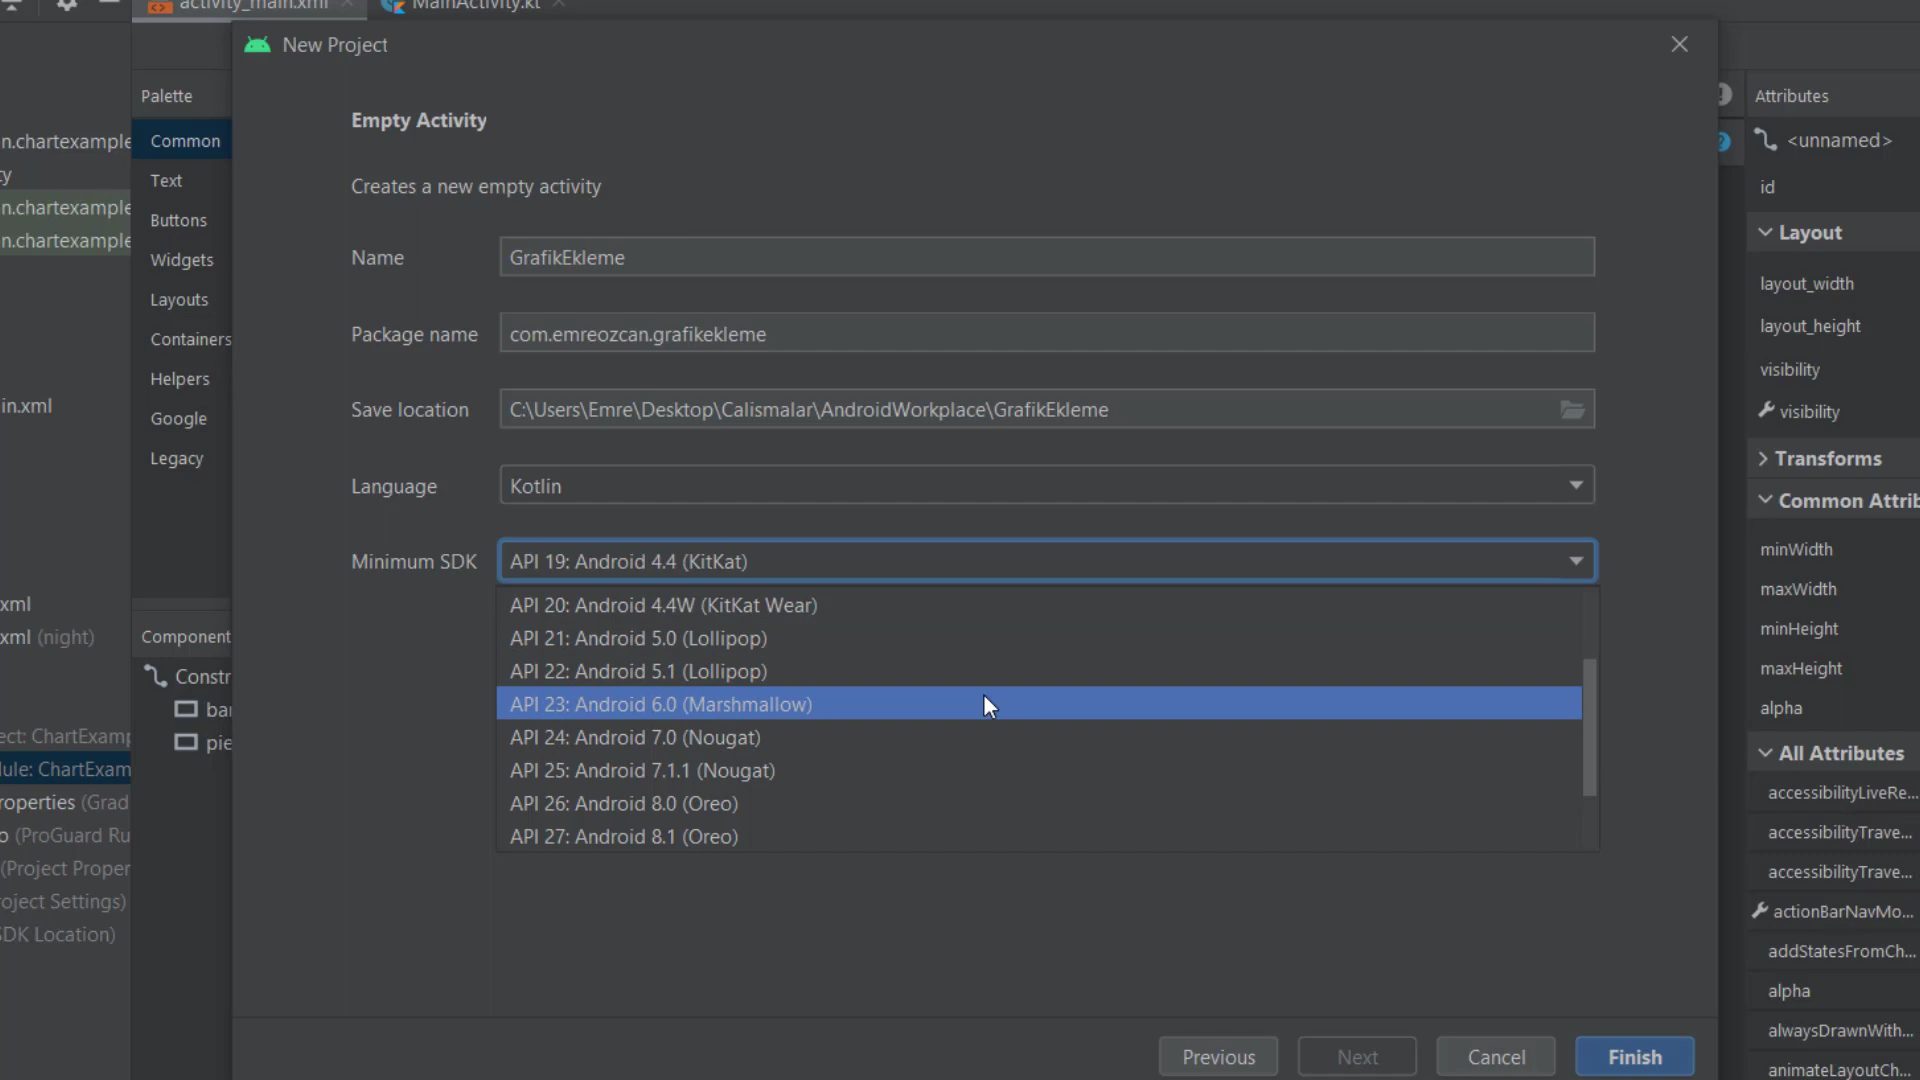 activity_main.xml
MainActivity.kt
New Project
Palette
Attributes
Empty Activity
Common
n.chartexample
<unnamed>
Text
Creates a new empty activity
id
n.chartexample
Buttons
Layout
n.chartexample
Widgets
Name
GrafikEkleme
layout_width
Layouts
layout_height
Package name
com.emreozcan.grafikekleme
Containers
visibility
Helpers
in.xml
Save location
C:\Users\Emre\Desktop\Calismalar\AndroidWorkplace\GrafikEkleme
visibility
Google
Legacy
Transforms
Language
Kotlin
Common Attrib
Minimum SDK
API 19: Android 4.4 (KitKat)
minWidth
maxWidth
xml
API 20: Android 4.4W (KitKat Wear)
minHeight
xml (night)
Component
API 21: Android 5.0 (Lollipop)
Constr
API 22: Android 5.1 (Lollipop)
maxHeight
bar
API 23: Android 6.0 (Marshmallow)
alpha
ect: ChartExamp
pie
API 24: Android 7.0 (Nougat)
All Attributes
dule: ChartExam
API 25: Android 7.1.1 (Nougat)
accessibilityLiveRe...
roperties (Grad
API 26: Android 8.0 (Oreo)
o (ProGuard Ru
API 27: Android 8.1 (Oreo)
accessibilityTrave...
(Project Proper
accessibilityTrave...
roject Settings)
actionBarNavMo...
SDK Location)
addStatesFromCh...
alpha
alwaysDrawnWith...
Previous
Next
Cancel
Finish
animateLayoutCh...